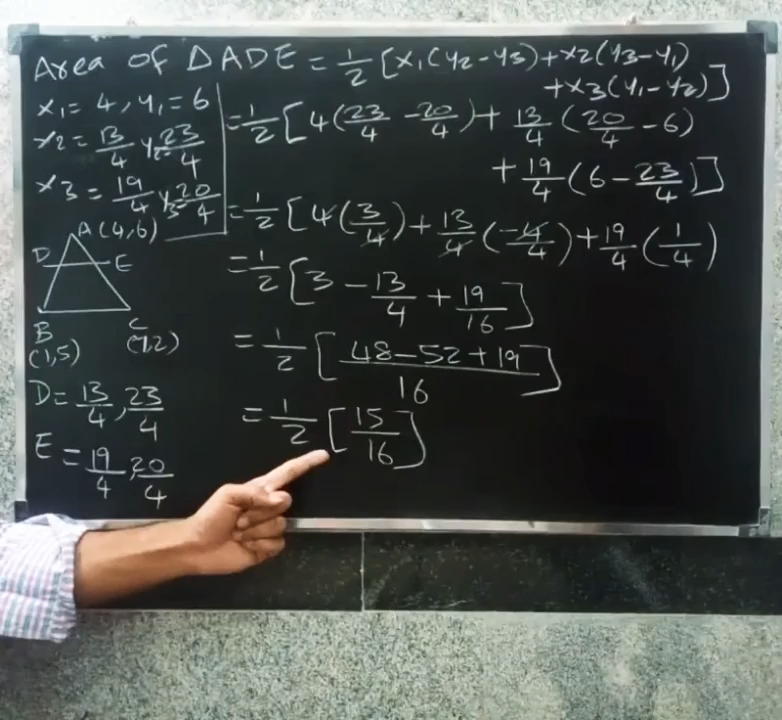 Area of △ADE = 1/2 [x1(y2-y3)+x2(y3-y1)
+x3(y1-y2)]
x1=4, y1=6
x2=13/4 y2=23/4
x3=19/4 y3=20/4
=1/2[4(23/4-20/4)+13/4(20/4-6)
+19/4(6-23/4)]
=1/2[4(3/4)+13/4(-4/4)+19/4(1/4)
=1/2[3-13/4+19/16]
=1/2[48-52+19/16]
=1/2[15/16]
A(4,6)
D E
B C
(1,5) (7,2)
D=13/4,23/4
E=19/4,20/4